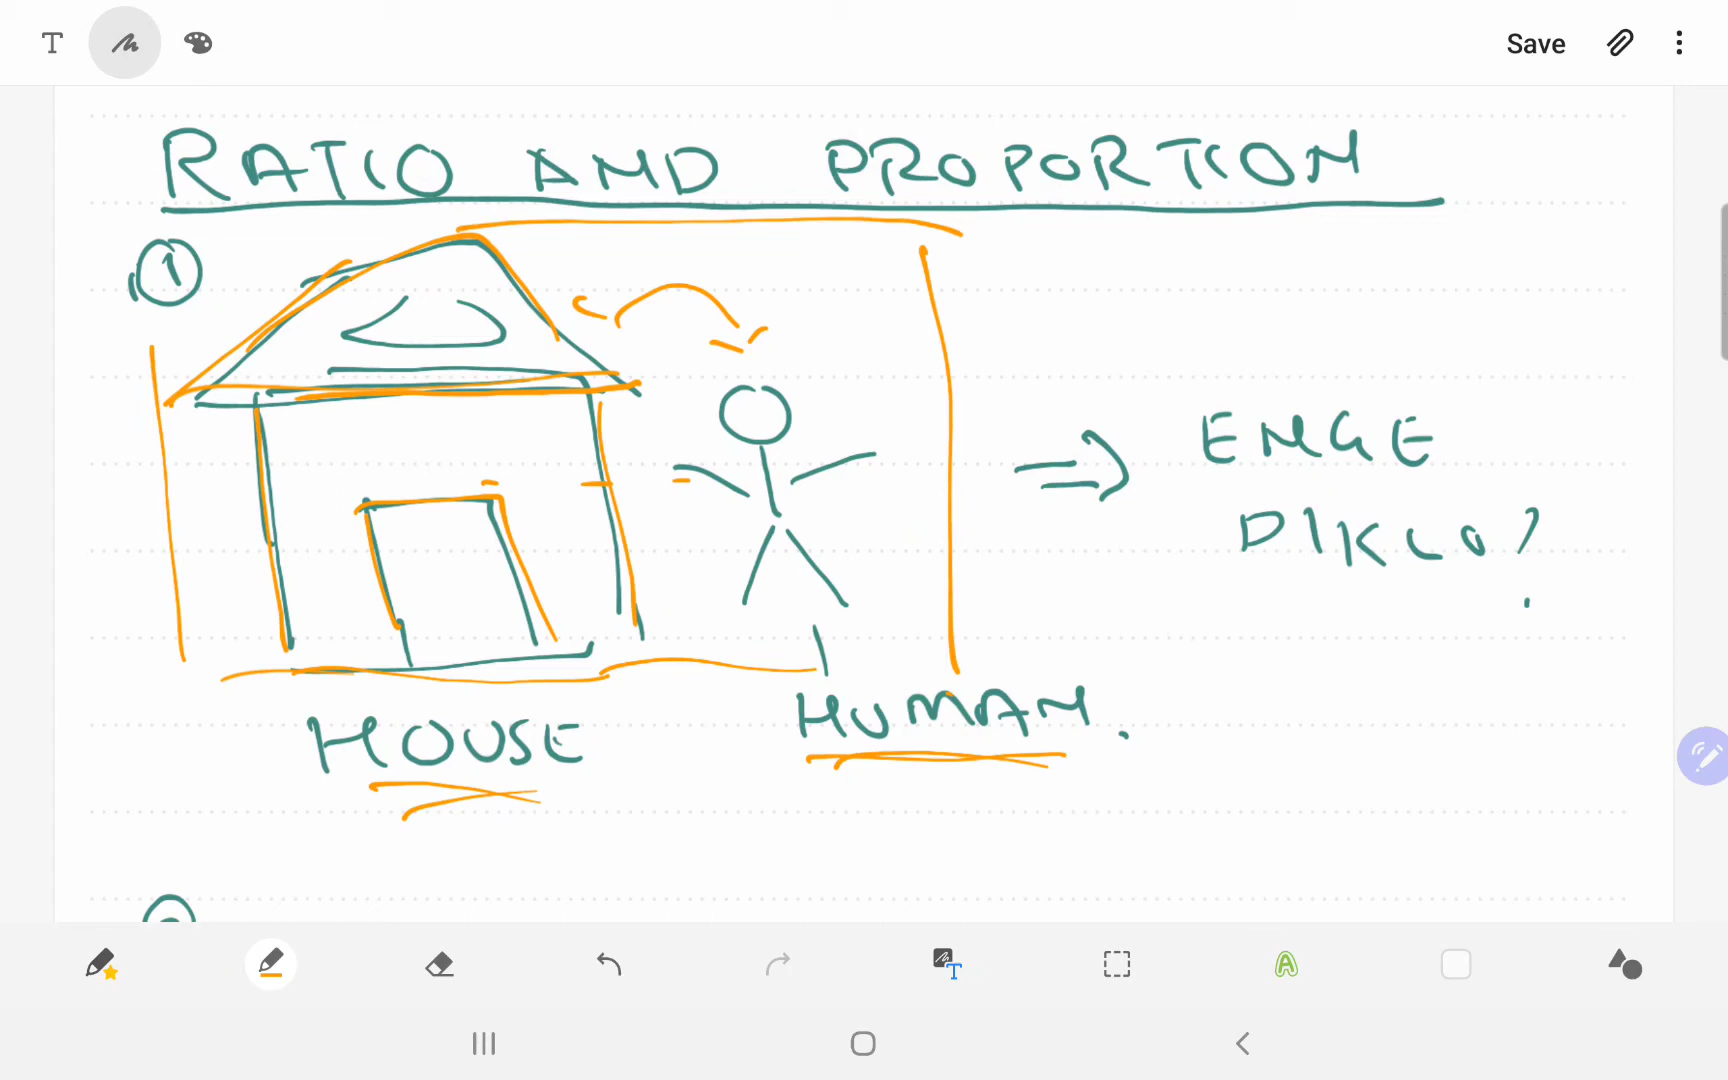 Save
RATIO AND PROPORTION
1
ENGE
DIKLO?
HOUSE
HUMAN.